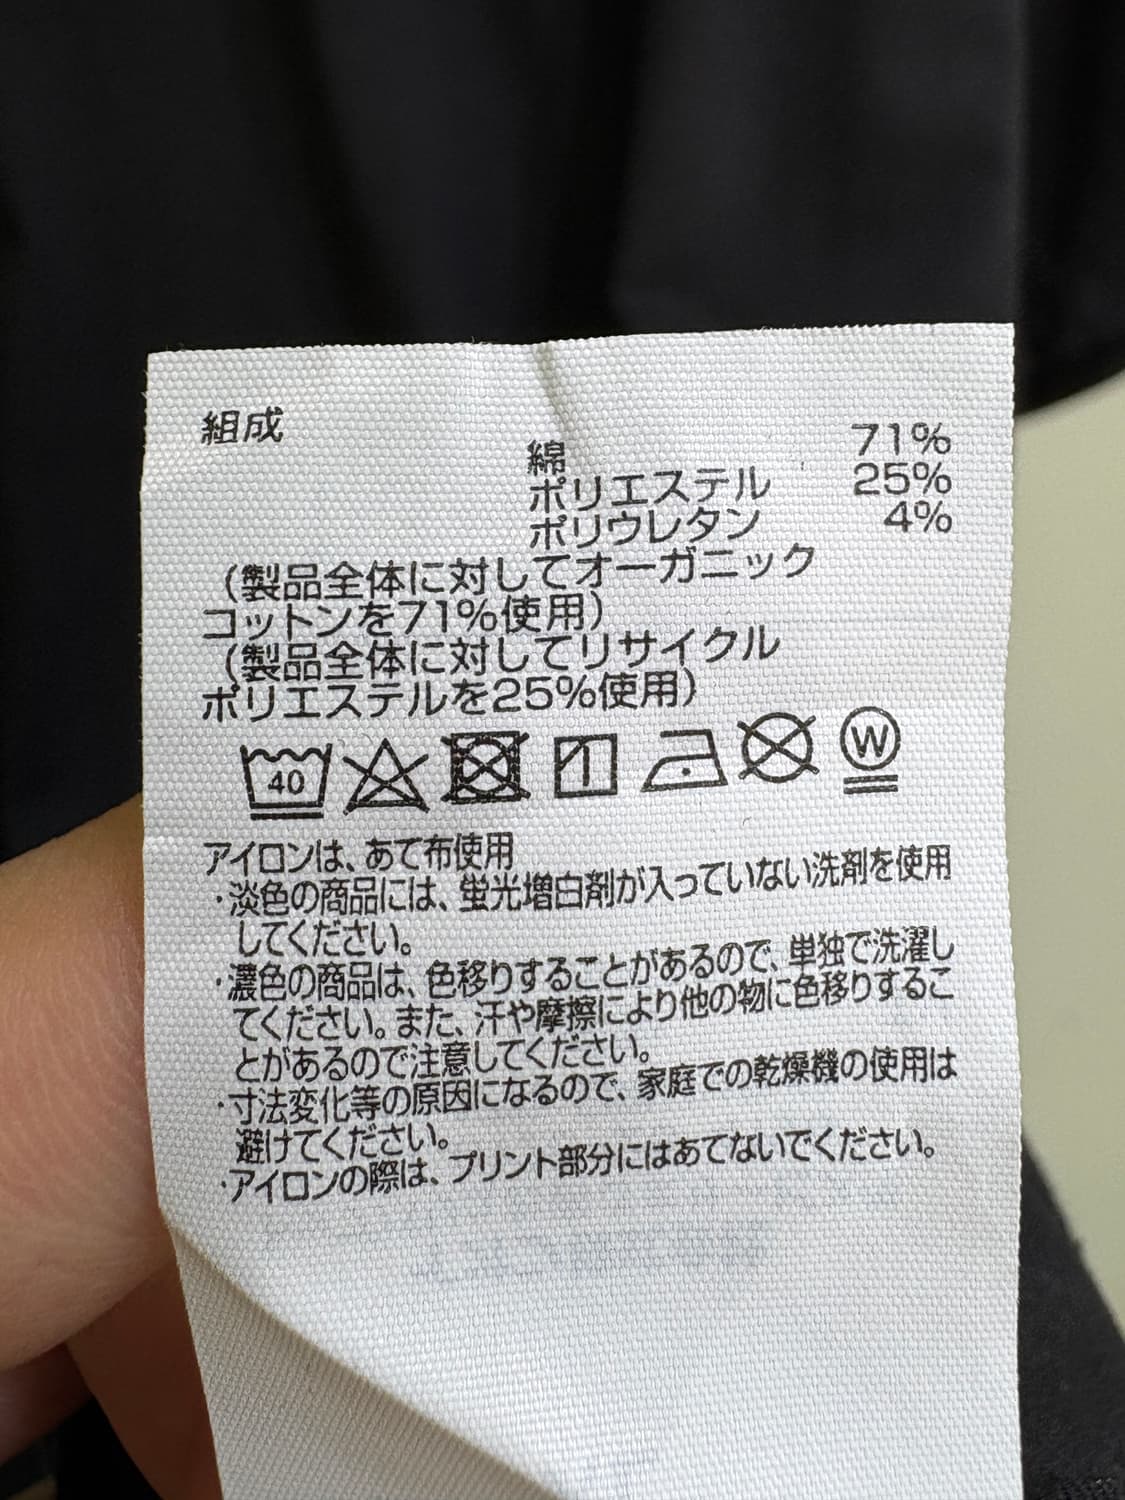 組成
綿 71%
ポリエステル 25%
ポリウレタン 4%
(製品全体に対してオーガニック
コットンを71%使用)
(製品全体に対してリサイクル
ポリエステルを25%使用)
40 W
アイロンは、あて布使用
・淡色の商品には、蛍光増白剤が入っていない洗剤を使用
してください。
・濃色の商品は、色移りすることがあるので、単独で洗濯し
てください。また、汗や摩擦により他の物に色移りするこ
とがあるので注意してください。
・寸法変化等の原因になるので、家庭での乾燥機の使用は
避けてください。
・アイロンの際は、プリント部分にはあてないでください。